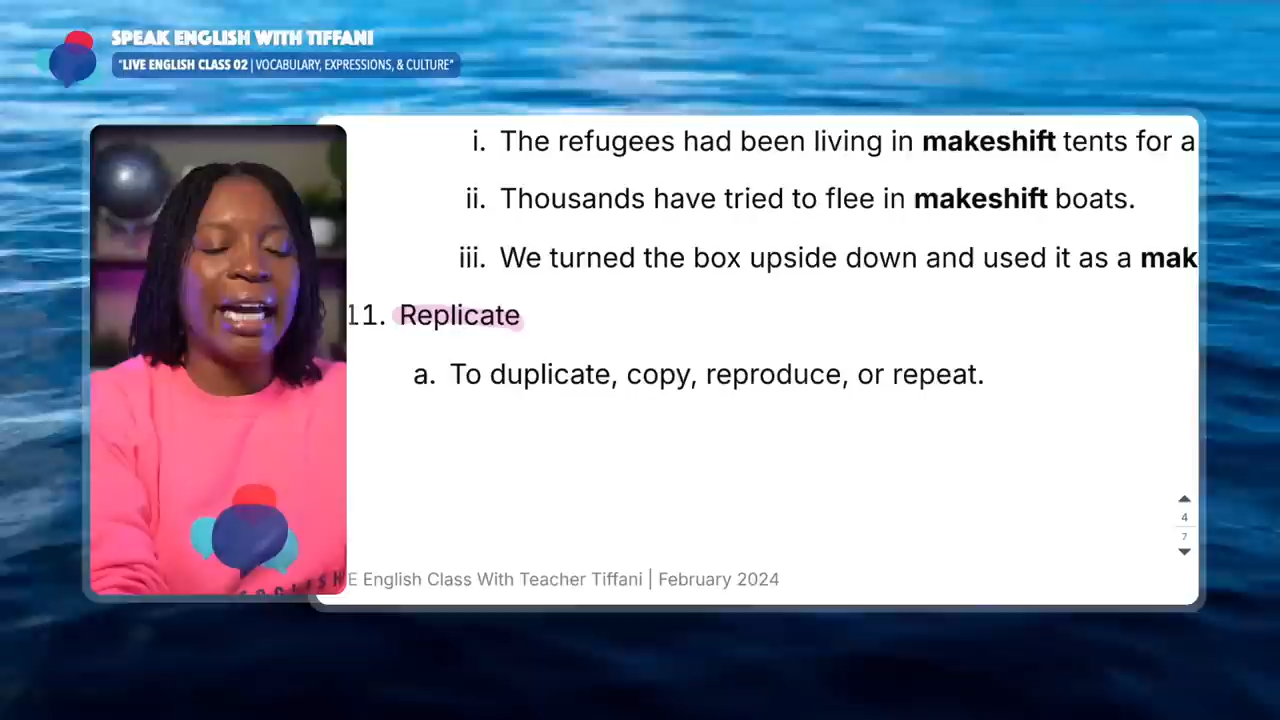 SPEAK ENGLISH WITH TIFFANI
"LIVE ENGLISH CLASS 02 | VOCABULARY, EXPRESSIONS, & CULTURE"
i. The refugees had been living in makeshift tents for a
ii. Thousands have tried to flee in makeshift boats.
iii. We turned the box upside down and used it as a mak
11. Replicate
a. To duplicate, copy, reproduce, or repeat.
4
7
E English Class With Teacher Tiffani | February 2024